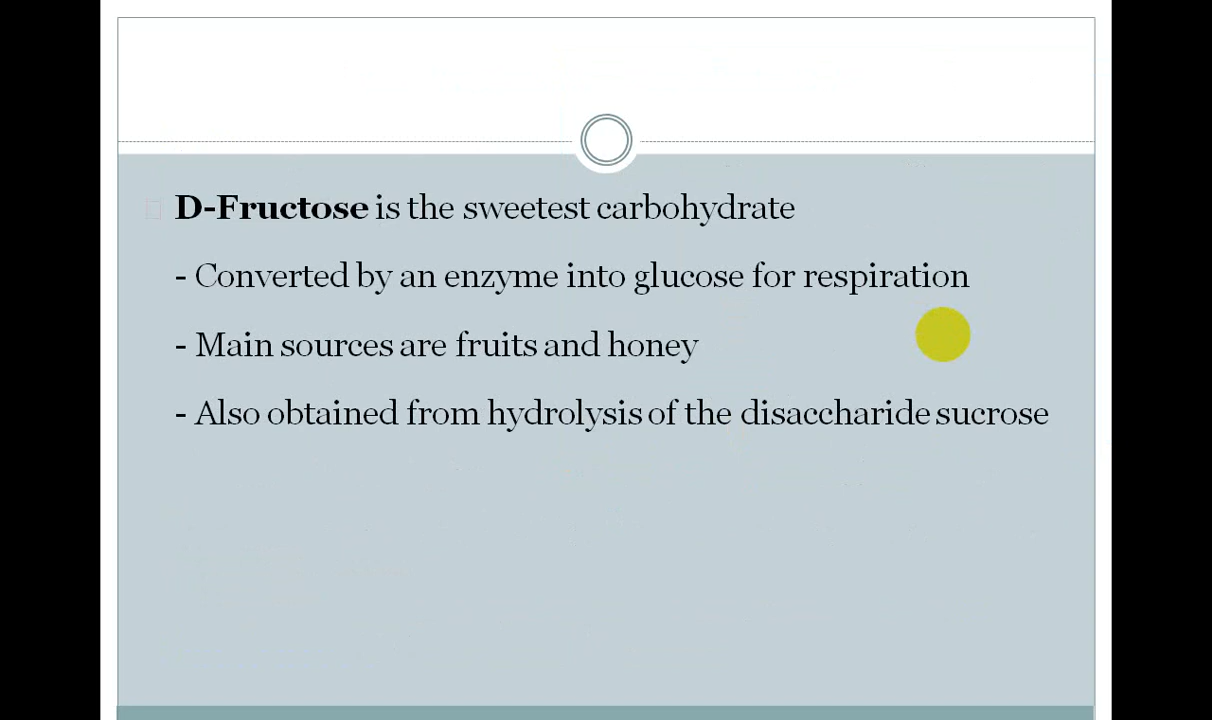 D-Fructose is the sweetest carbohydrate
- Converted by an enzyme into glucose for respiration
- Main sources are fruits and honey
- Also obtained from hydrolysis of the disaccharide sucrose